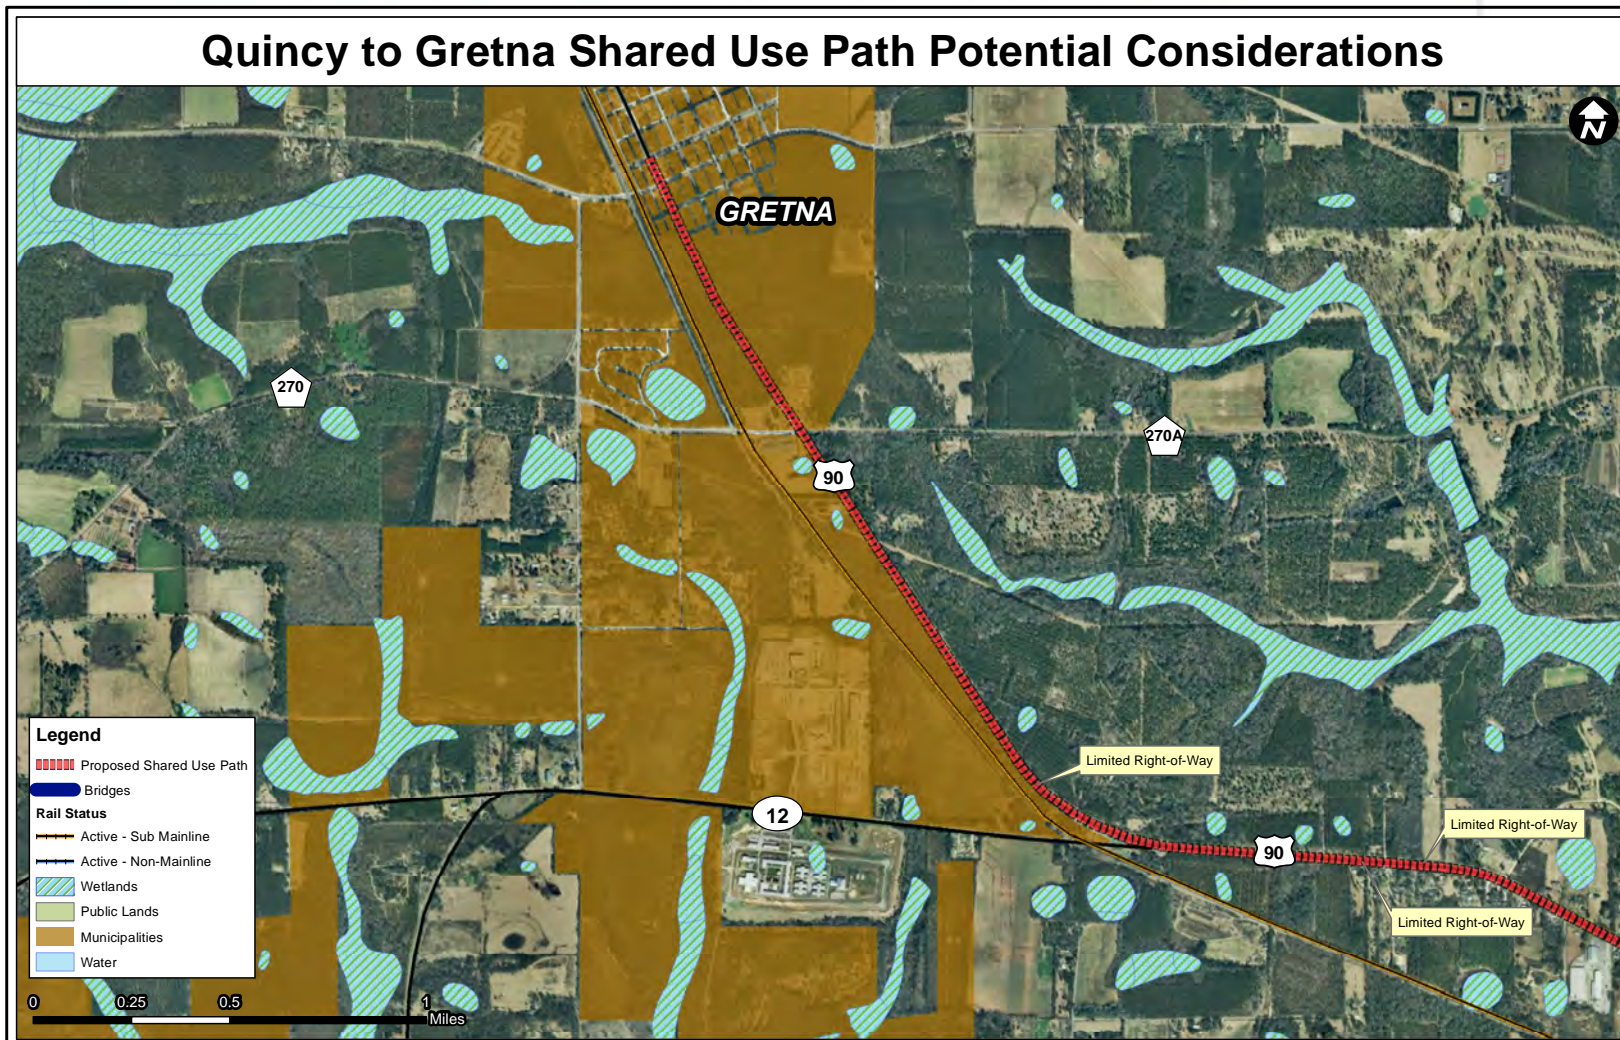 Quincy to Gretna Shared Use Path Potential Considerations
N
GRETNA
270
270A
90
Limited Right-of-Way
12
90
Limited Right-of-Way
Limited Right-of-Way
Legend
Proposed Shared Use Path
Bridges
Rail Status
Active - Sub Mainline
Active - Non-Mainline
Wetlands
Public Lands
Municipalities
Water
0 0.25 0.5 1
Miles